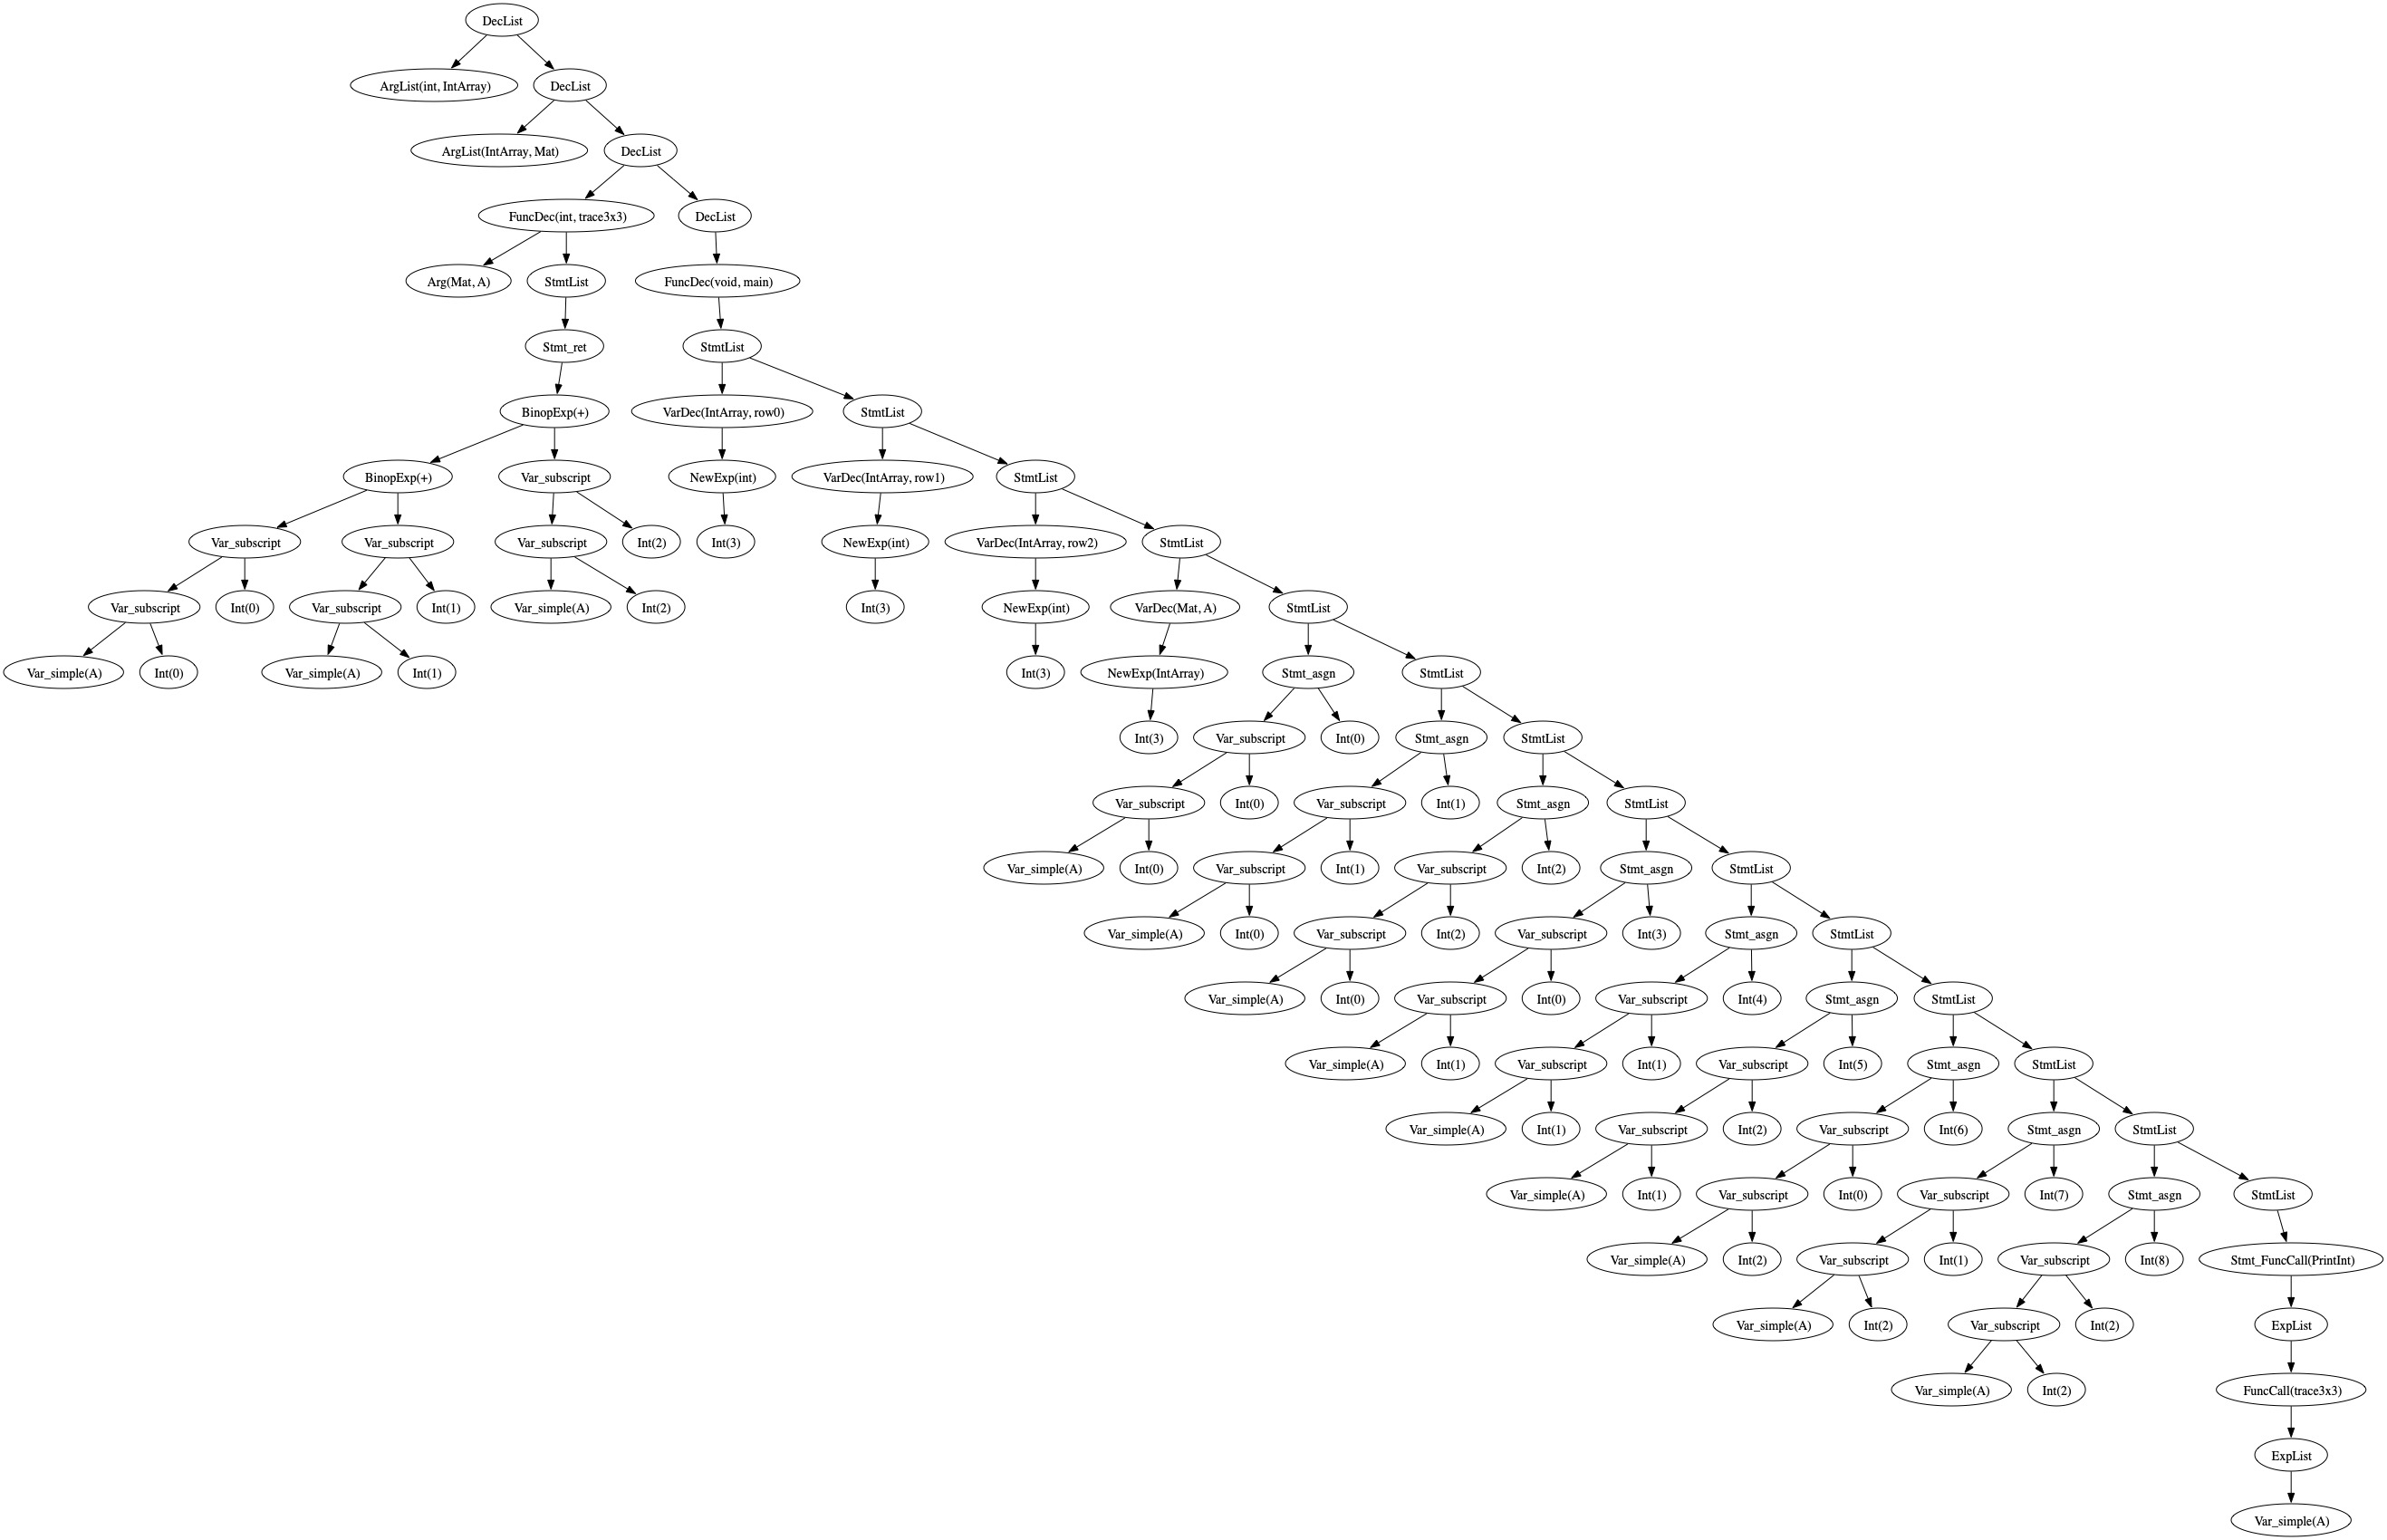 DecList
ArgList(int, IntArray) DecList
ArgList(IntArray, Mat) DecList
FuncDec(int, trace3x3) DecList
Arg(Mat, A) StmtList FuncDec(void, main)
Stmt_ret StmtList
BinopExp(+) VarDec(IntArray, row0) StmtList
BinopExp(+) Var_subscript NewExp(int) VarDec(IntArray, row1) StmtList
Var_subscript Var_subscript Var_subscript Int(2) Int(3) NewExp(int) VarDec(IntArray, row2) StmtList
Var_subscript Int(0) Var_subscript Int(1) Var_simple(A) Int(2) Int(3) NewExp(int) VarDec(Mat, A) StmtList
Var_simple(A) Int(0) Var_simple(A) Int(1) Int(3) NewExp(IntArray) Stmt_asgn StmtList
Int(3) Var_subscript Int(0) Stmt_asgn StmtList
Var_subscript Int(0) Var_subscript Int(1) Stmt_asgn StmtList
Var_simple(A) Int(0) Var_subscript Int(1) Var_subscript Int(2) Stmt_asgn StmtList
Var_simple(A) Int(0) Var_subscript Int(2) Var_subscript Int(3) Stmt_asgn StmtList
Var_simple(A) Int(0) Var_subscript Int(0) Var_subscript Int(4) Stmt_asgn StmtList
Var_simple(A) Int(1) Var_subscript Int(1) Var_subscript Int(5) Stmt_asgn StmtList
Var_simple(A) Int(1) Var_subscript Int(2) Var_subscript Int(6) Stmt_asgn StmtList
Var_simple(A) Int(1) Var_subscript Int(0) Var_subscript Int(7) Stmt_asgn StmtList
Var_simple(A) Int(2) Var_subscript Int(1) Var_subscript Int(8) Stmt_FuncCall(PrintInt)
Var_simple(A) Int(2) Var_subscript Int(2) ExpList
Var_simple(A) Int(2) FuncCall(trace3x3)
ExpList
Var_simple(A)